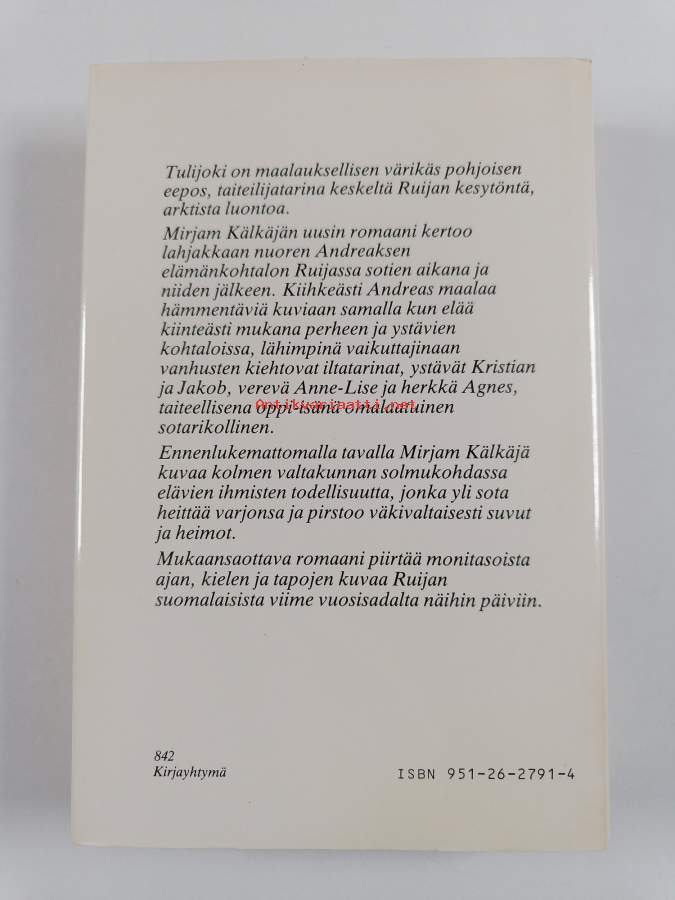 Tulijoki on maalauksellisen värikäs pohjoisen
eepos, taiteilijatarina keskeltä Ruijan kesytöntä,
arktista luontoa.
Mirjam Kälkäjän uusin romaani kertoo
lahjakkaan nuoren Andreaksen
elämänkohtalon Ruijassa sotien aikana ja
niiden jälkeen. Kiihkeästi Andreas maalaa
hämmentäviä kuviaan samalla kun elää
kiinteästi mukana perheen ja ystävien
kohtaloissa, lähimpinä vaikuttajinaan
vanhusten kiehtovat iltatarinat, ystävät Kristian
ja Jakob, verevä Anne-Lise ja herkkä Agnes,
taiteellisena oppi-isänä omalaatuinen
Antikvariaatti.net
sotarikollinen.
Ennenlukemattomalla tavalla Mirjam Kälkäjä
kuvaa kolmen valtakunnan solmukohdassa
elävien ihmisten todellisuutta, jonka yli sota
heittää varjonsa ja pirstoo väkivaltaisesti suvut
ja heimot.
Mukaansaottava romaani piirtää monitasoista
ajan, kielen ja tapojen kuvaa Ruijan
suomalaisista viime vuosisadalta näihin päiviin.
842
Kirjayhtymä
ISBN 951-26-2791-4